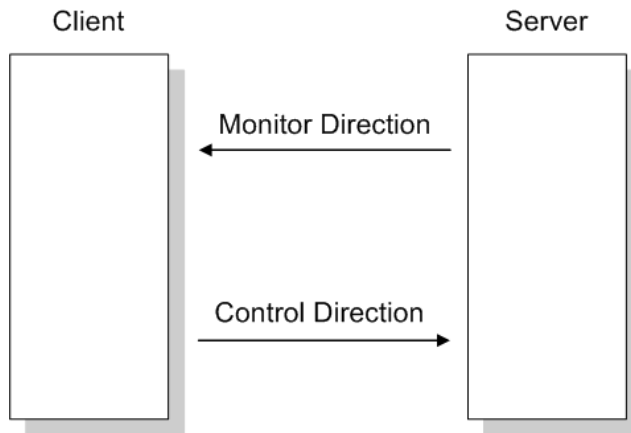 Client
Server
Monitor Direction
Control Direction